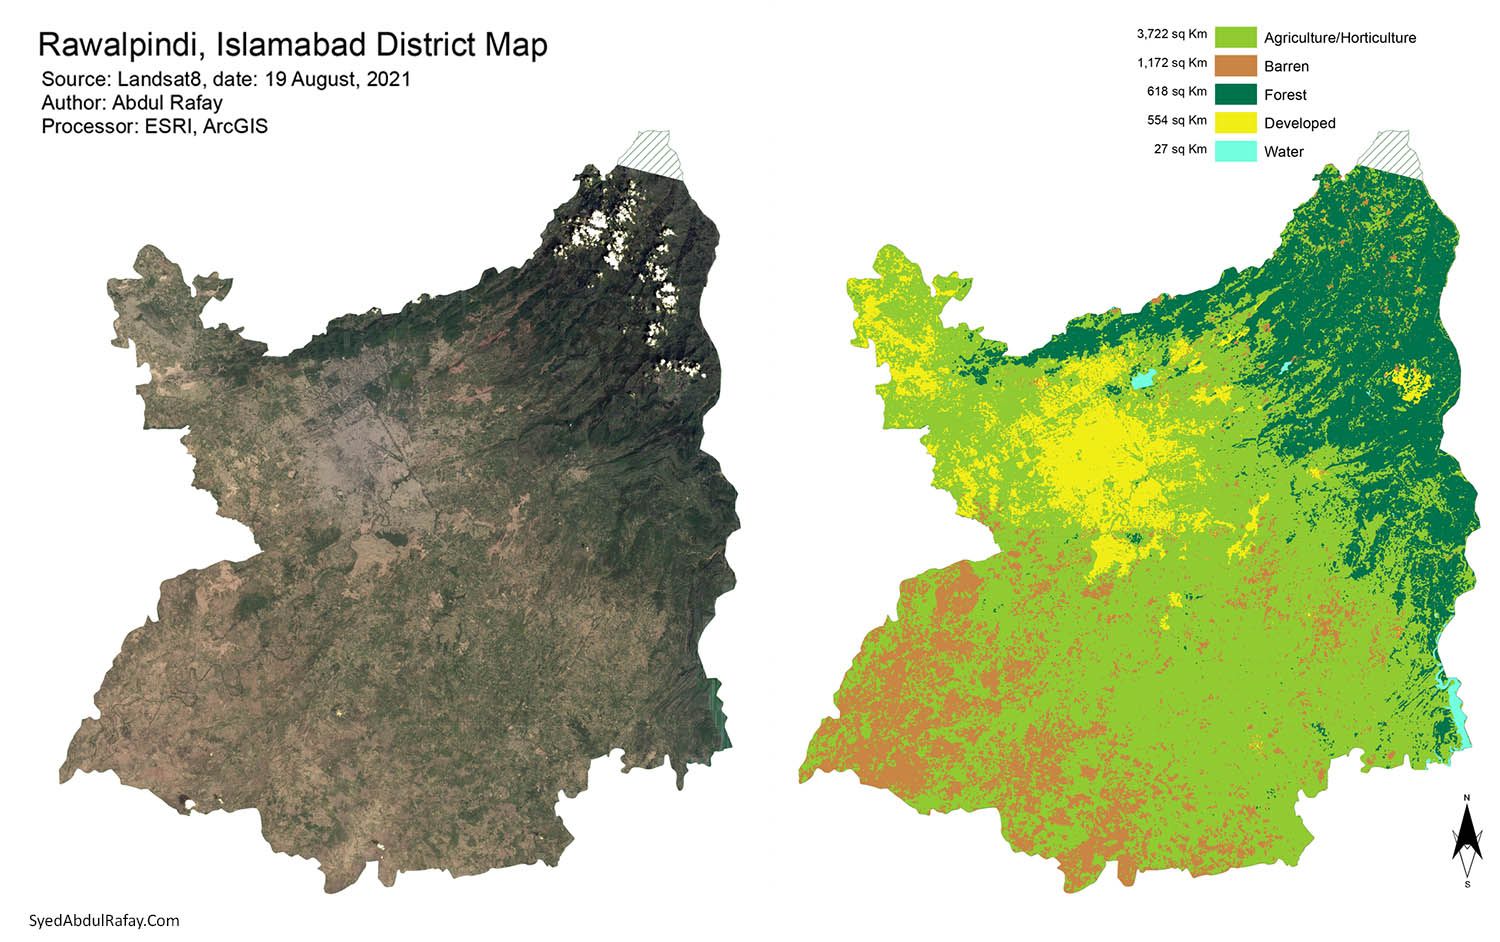 Rawalpindi, Islamabad District Map
Source: Landsat8, date: 19 August, 2021
Author: Abdul Rafay
Processor: ESRI, ArcGIS
3,722 sq Km Agriculture/Horticulture
1,172 sq Km Barren
618 sq Km Forest
554 sq Km Developed
27 sq Km Water
N
S
SyedAbdulRafay.Com